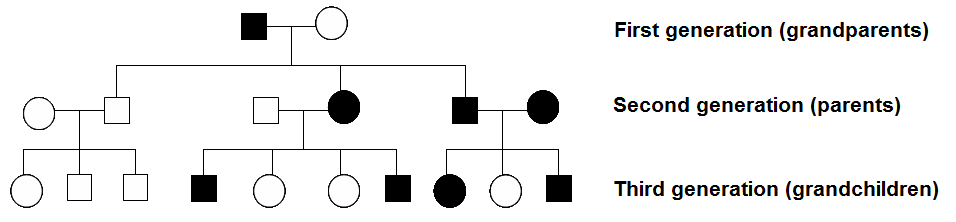 First generation (grandparents)
Second generation (parents)
Third generation (grandchildren)